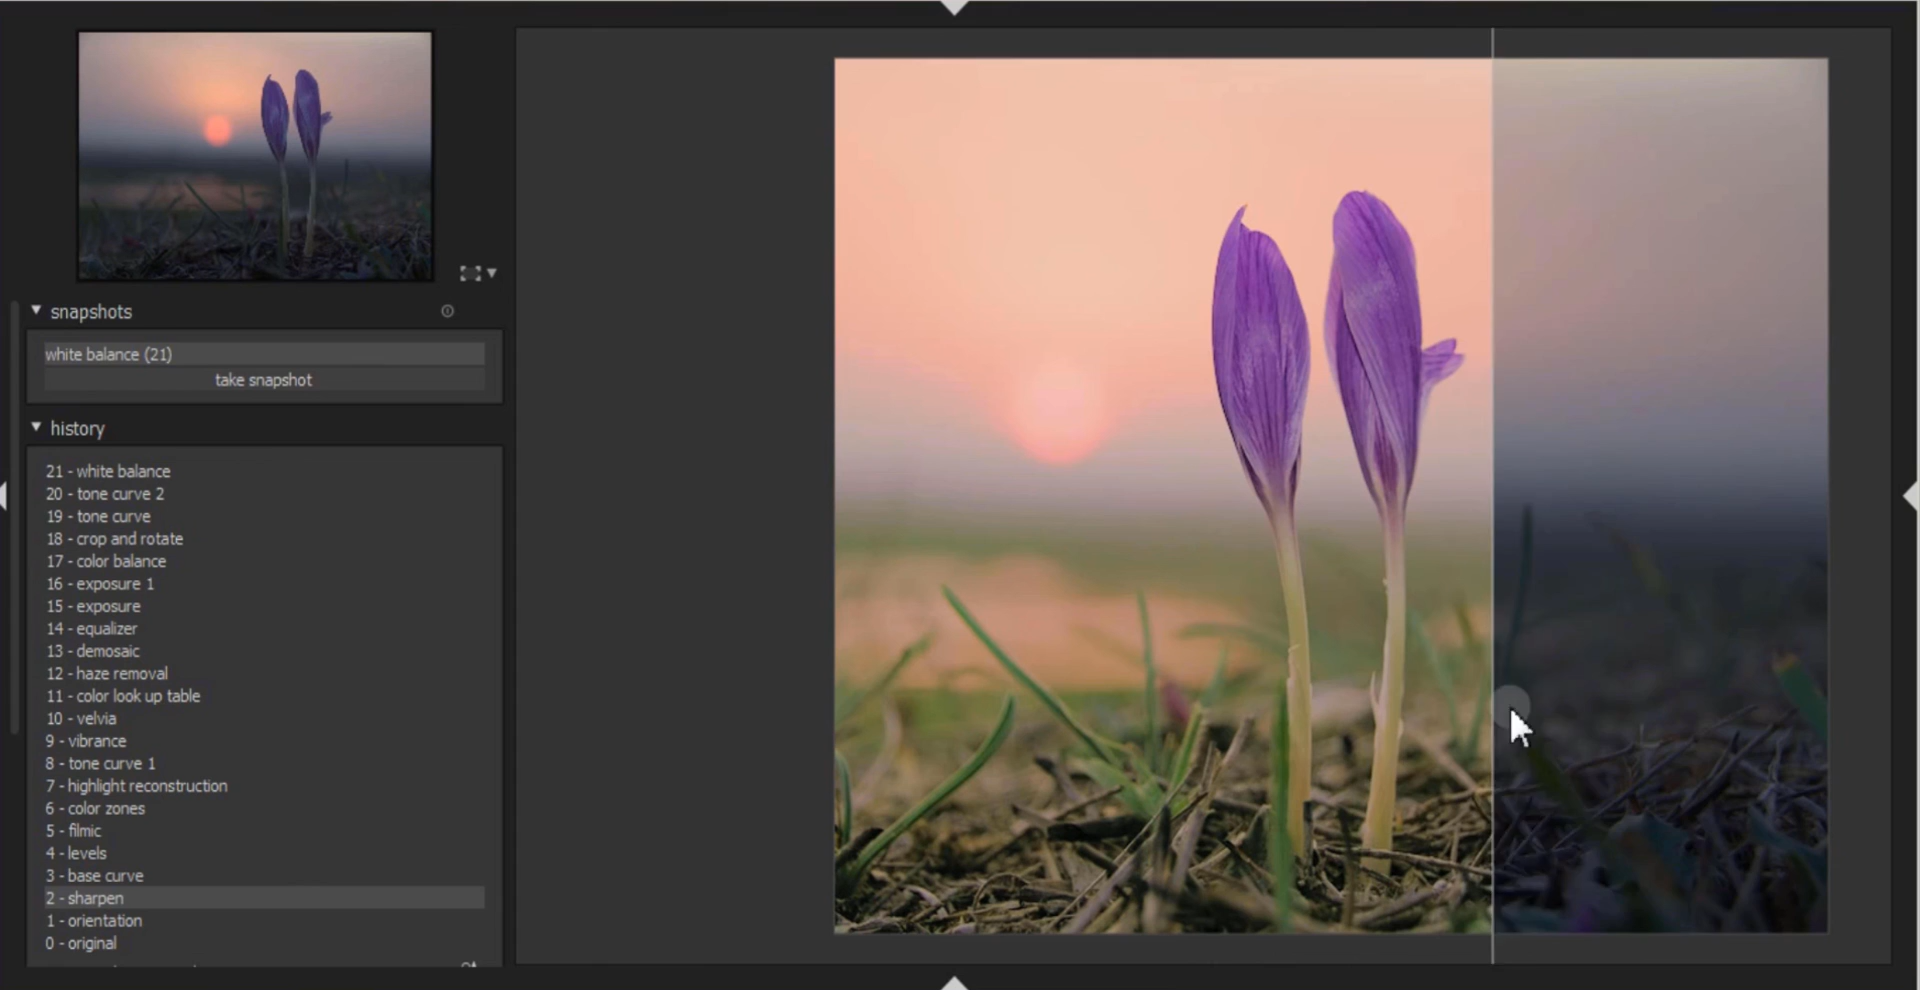 snapshots
white balance (21)
take snapshot
history
21 - white balance
20 - tone curve 2
19 - tone curve
18 - crop and rotate
17 - color balance
16 - exposure 1
15 - exposure
14 - equalizer
13 - demosaic
12 - haze removal
11 - color look up table
10 - velvia
9 - vibrance
8 - tone curve 1
7 - highlight reconstruction
6 - color zones
5 - filmic
4 - levels
3 - base curve
2 - sharpen
1 - orientation
0 - original